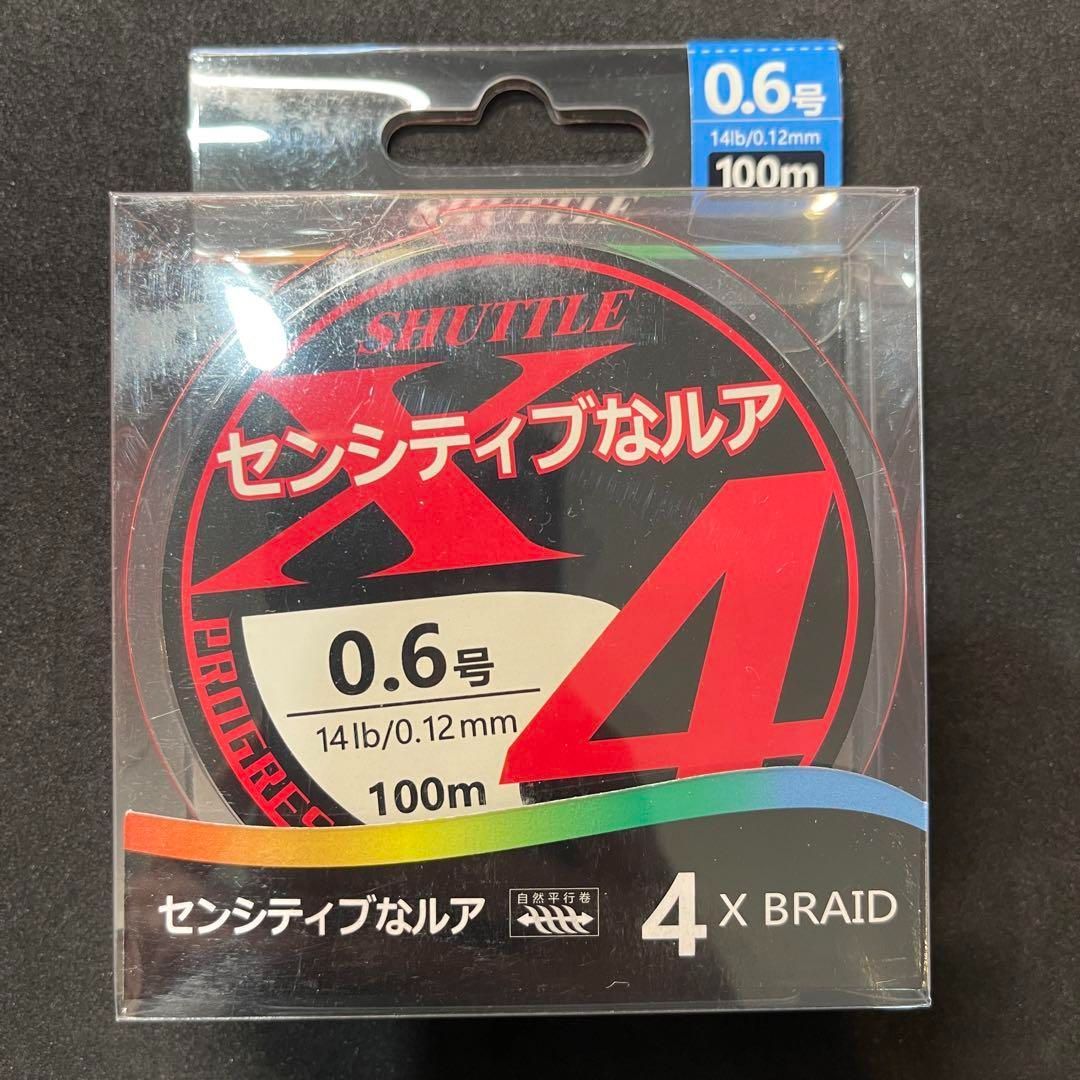 0.6号
14lb/0.12mm
100m
SHUTTLE
SHUTTLE
X
センシティブなルア
4
0.6号
14lb/0.12mm
100m
PROGRES
センシティブなルア
自然平行巻
4 X BRAID